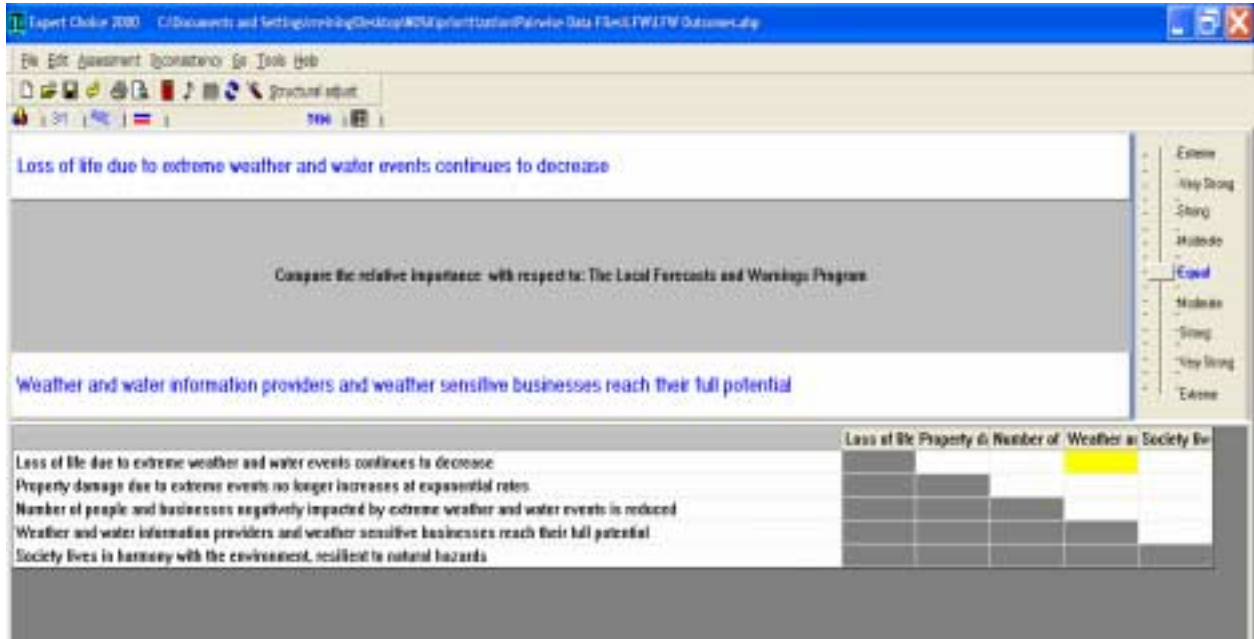 Expert Choice 2000 C:\Documents and Settings\
File Edit Assessment Inconsistency Go Tools Help
Structural adjust
3:1
Loss of life due to extreme weather and water events continues to decrease
Compare the relative importance with respect to: The Local Forecasts and Warnings Program
Weather and water information providers and weather sensitive businesses reach their full potential
Extreme
Very Strong
Strong
Moderate
Equal
Moderate
Strong
Very Strong
Extreme
Loss of life Property d Number of Weather a Society liv
Loss of life due to extreme weather and water events continues to decrease
Property damage due to extreme events no longer increases at exponential rates
Number of people and businesses negatively impacted by extreme weather and water events is reduced
Weather and water information providers and weather sensitive businesses reach their full potential
Society lives in harmony with the environment, resilient to natural hazards